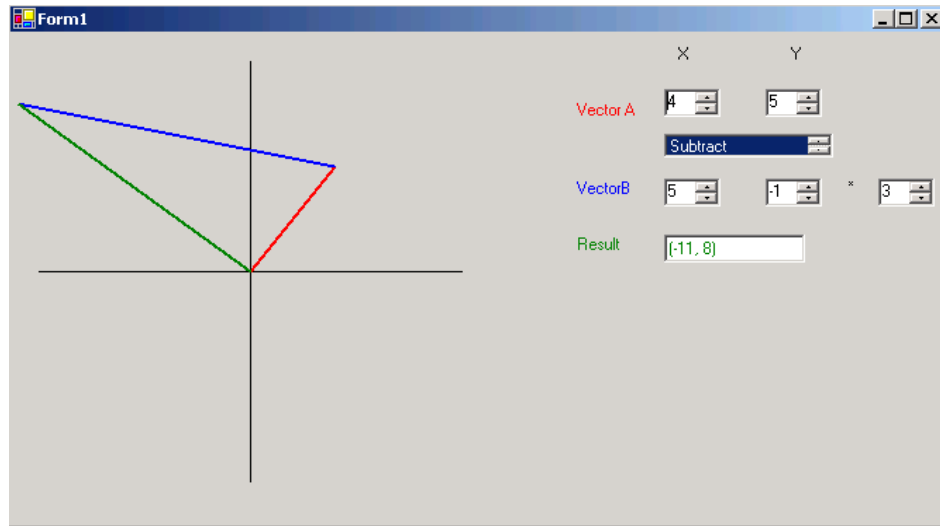 Form1
X Y
Vector A 4 5
Subtract
VectorB 5 -1 * 3
Result (-11, 8)